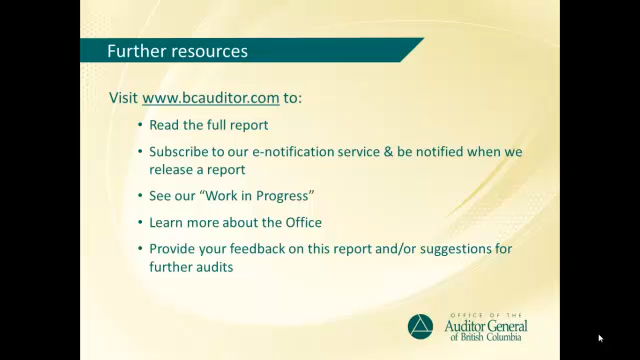 Further resources
Visit www.bcauditor.com to:
• Read the full report
• Subscribe to our e-notification service & be notified when we
release a report
• See our “Work in Progress”
• Learn more about the Office
• Provide your feedback on this report and/or suggestions for
further audits
OFFICE OF THE
Auditor General
of British Columbia